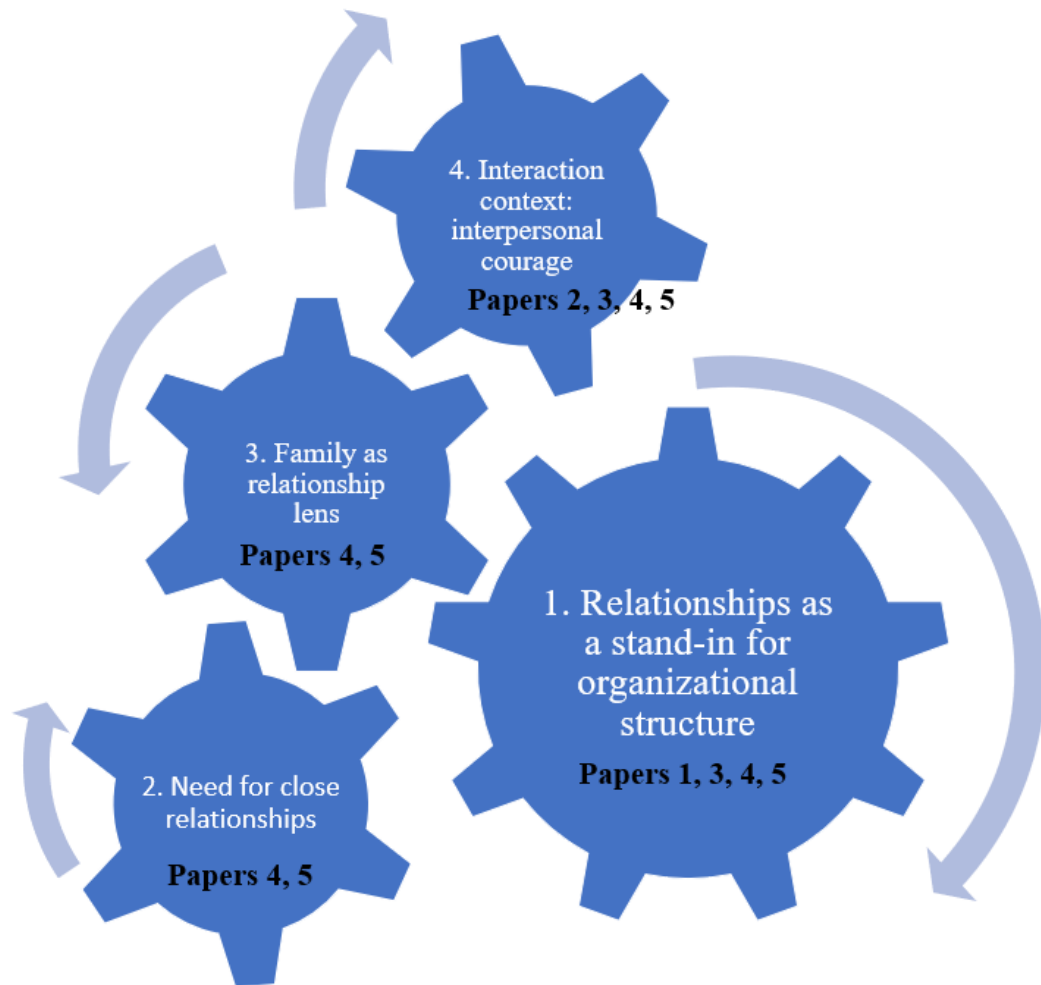 4. Interaction
context:
interpersonal
courage
Papers 2, 3, 4, 5
3. Family as
relationship
lens
Papers 4, 5
1. Relationships as
a stand-in for
organizational
structure
Papers 1, 3, 4, 5
2. Need for close
relationships
Papers 4, 5